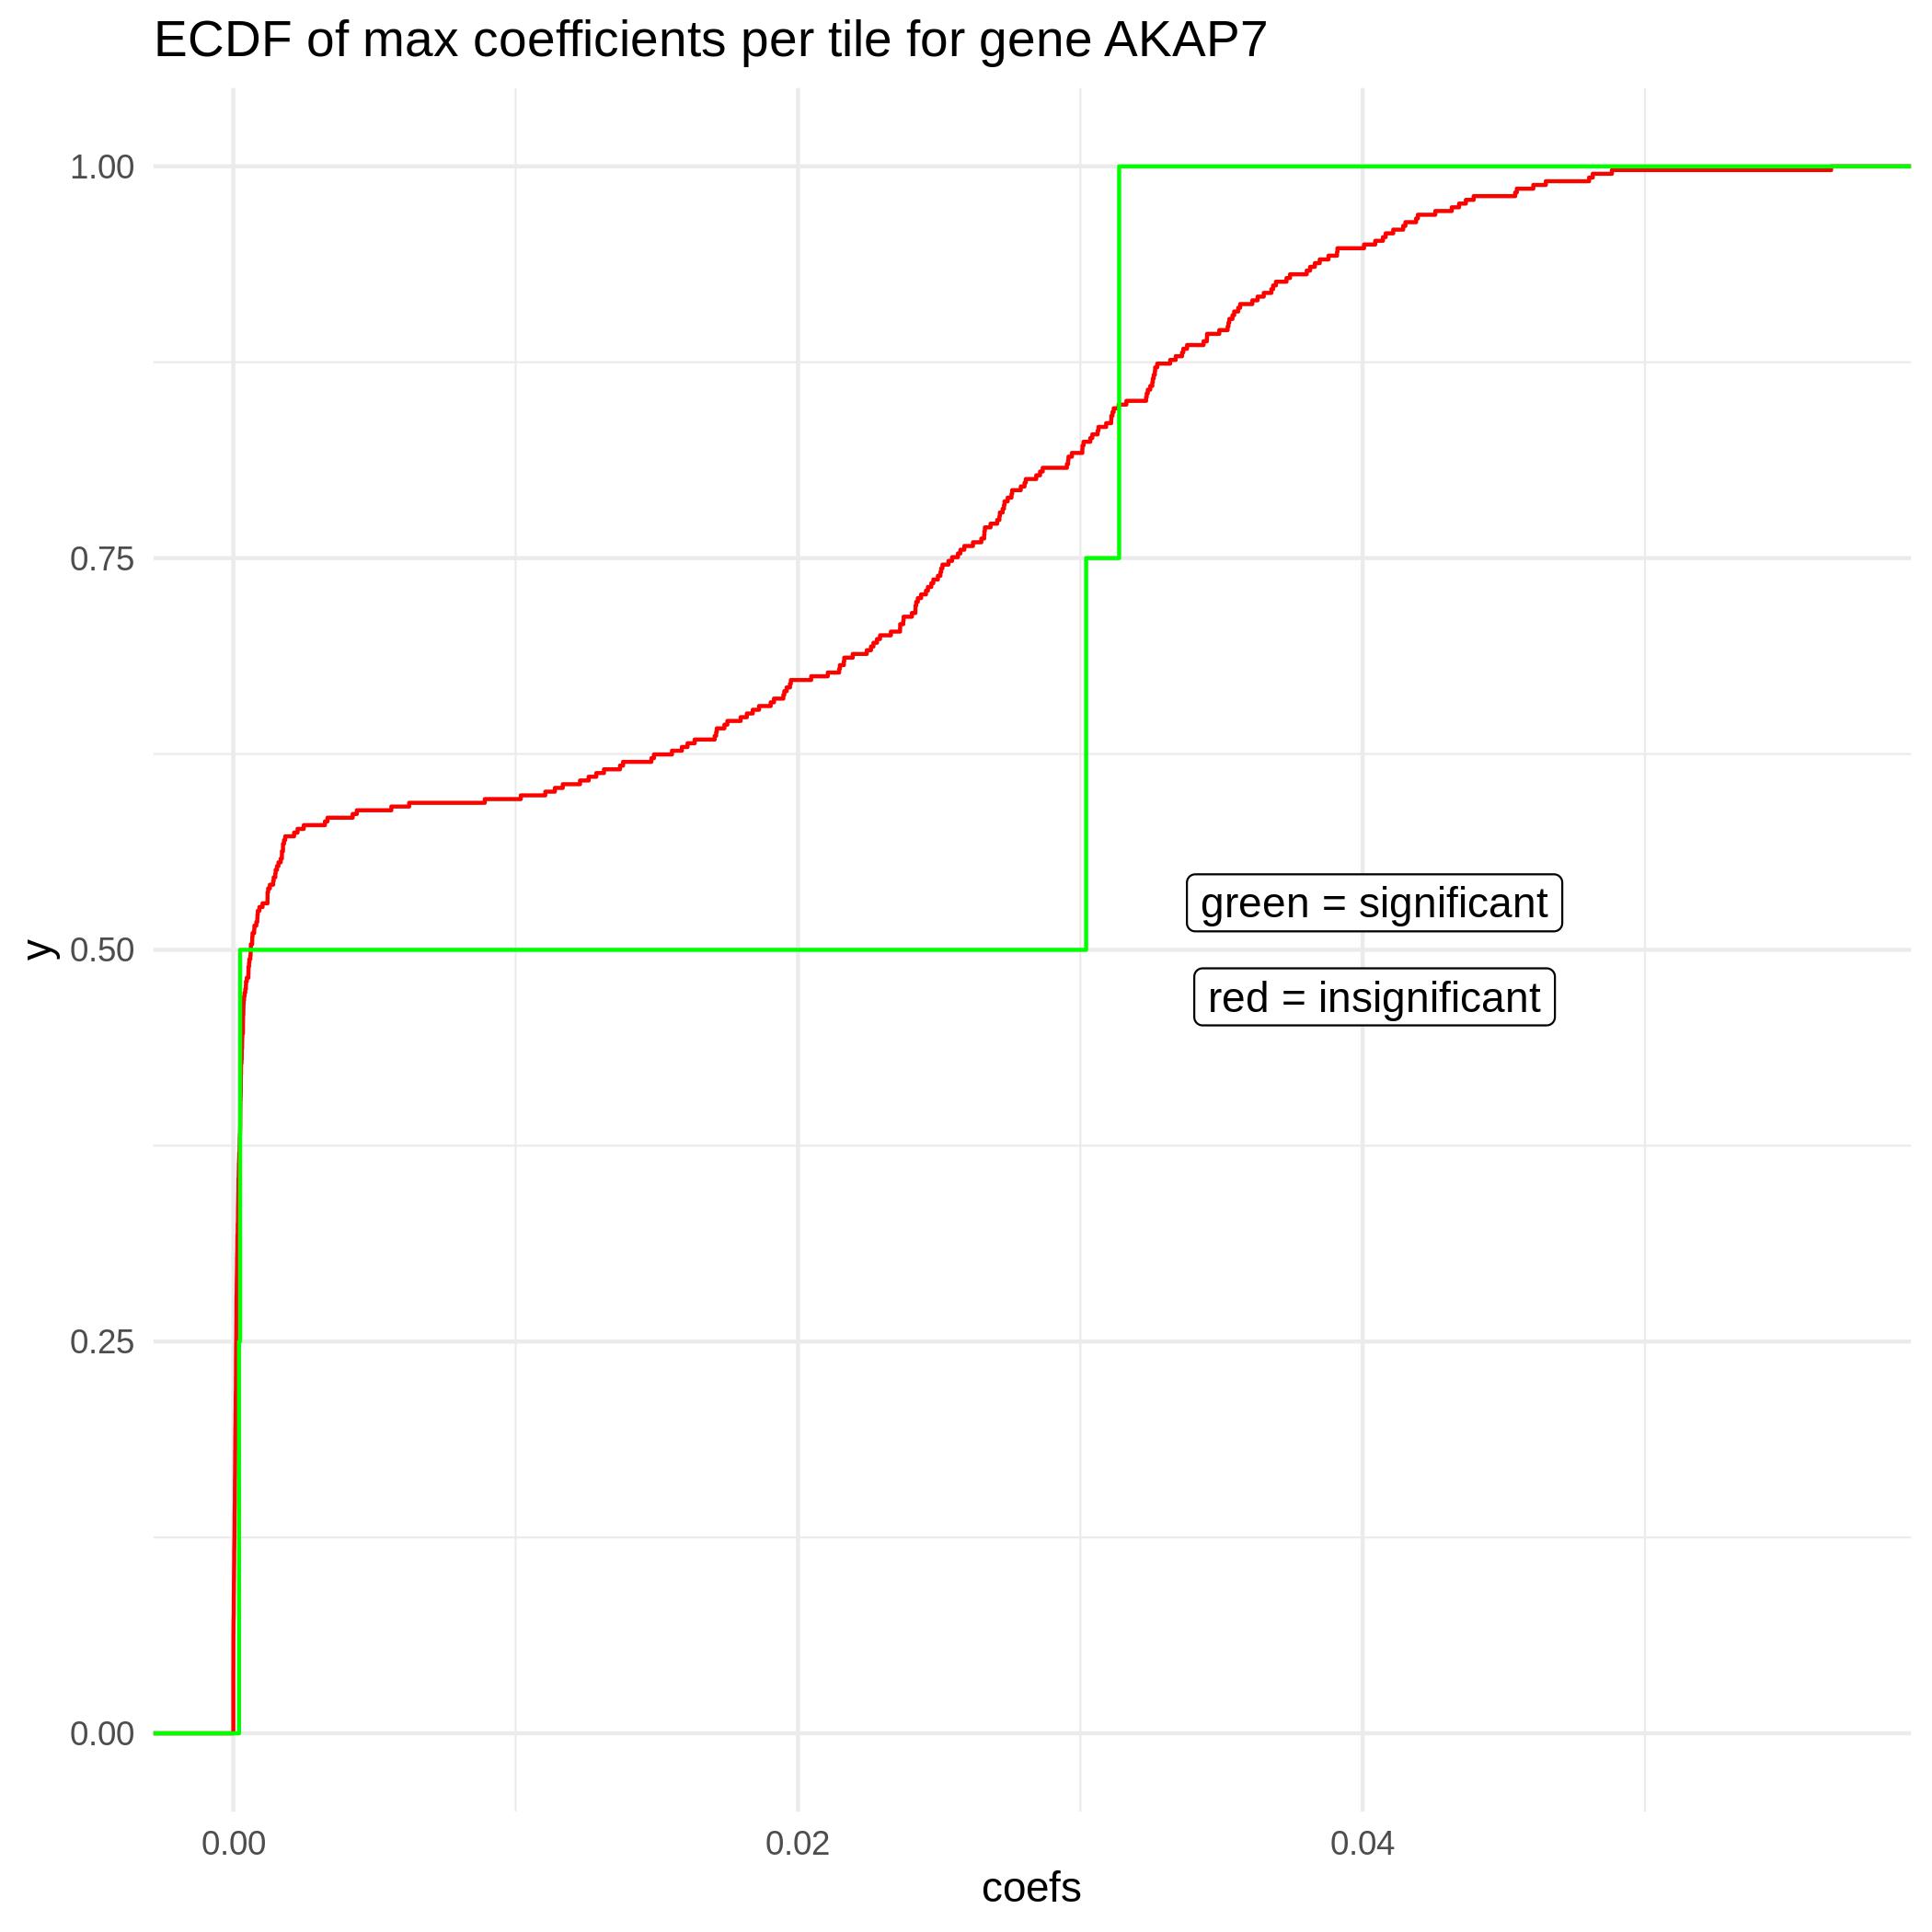 ECDF of max coefficients per tile for gene AKAP7
1.00
0.75
0.50
0.25
0.00
y
green = significant
red = insignificant
0.00 0.02 0.04
coefs